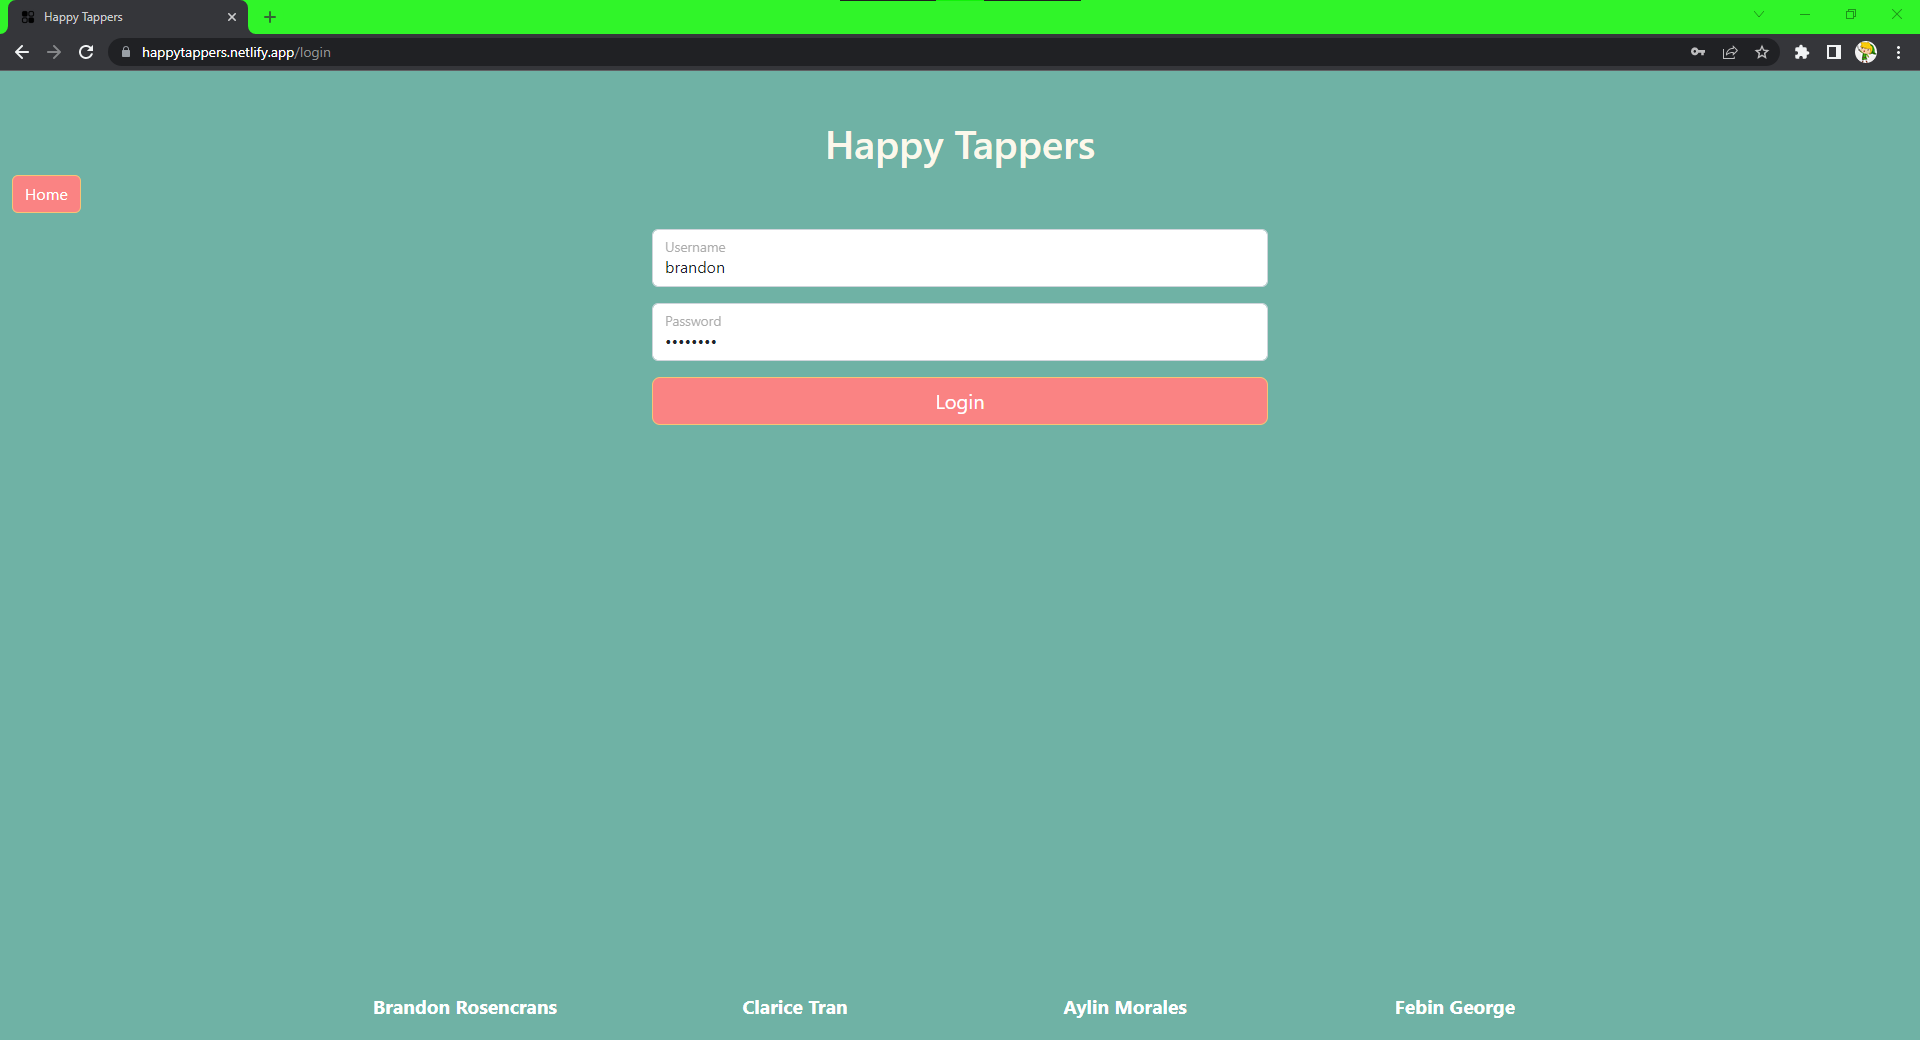 Happy Tappers
happytappers.netlify.app/login
Happy Tappers
Home
Username
brandon
Password
••••••••
Login
Brandon Rosencrans Clarice Tran Aylin Morales Febin George